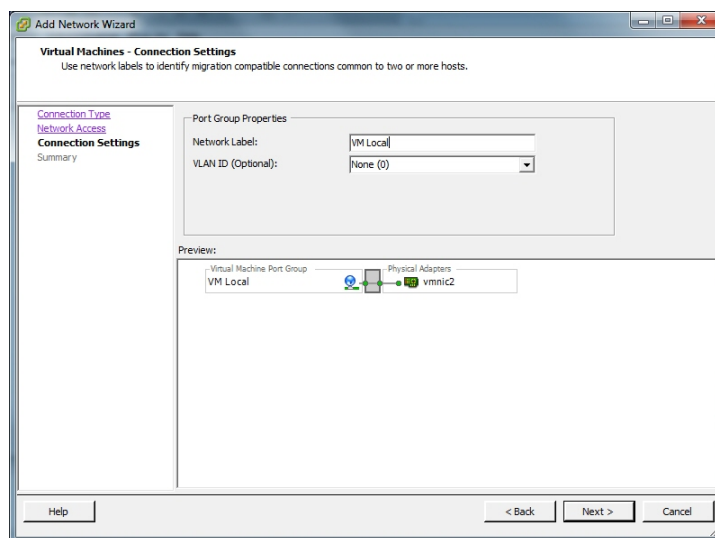 Add Network Wizard
Virtual Machines - Connection Settings
Use network labels to identify migration compatible connections common to two or more hosts.
Connection Type
Network Access
Connection Settings
Summary
Port Group Properties
Network Label:
VM Local
VLAN ID (Optional):
None (0)
Preview:
Virtual Machine Port Group
Physical Adapters
VM Local
vmnic2
Help
< Back
Next >
Cancel